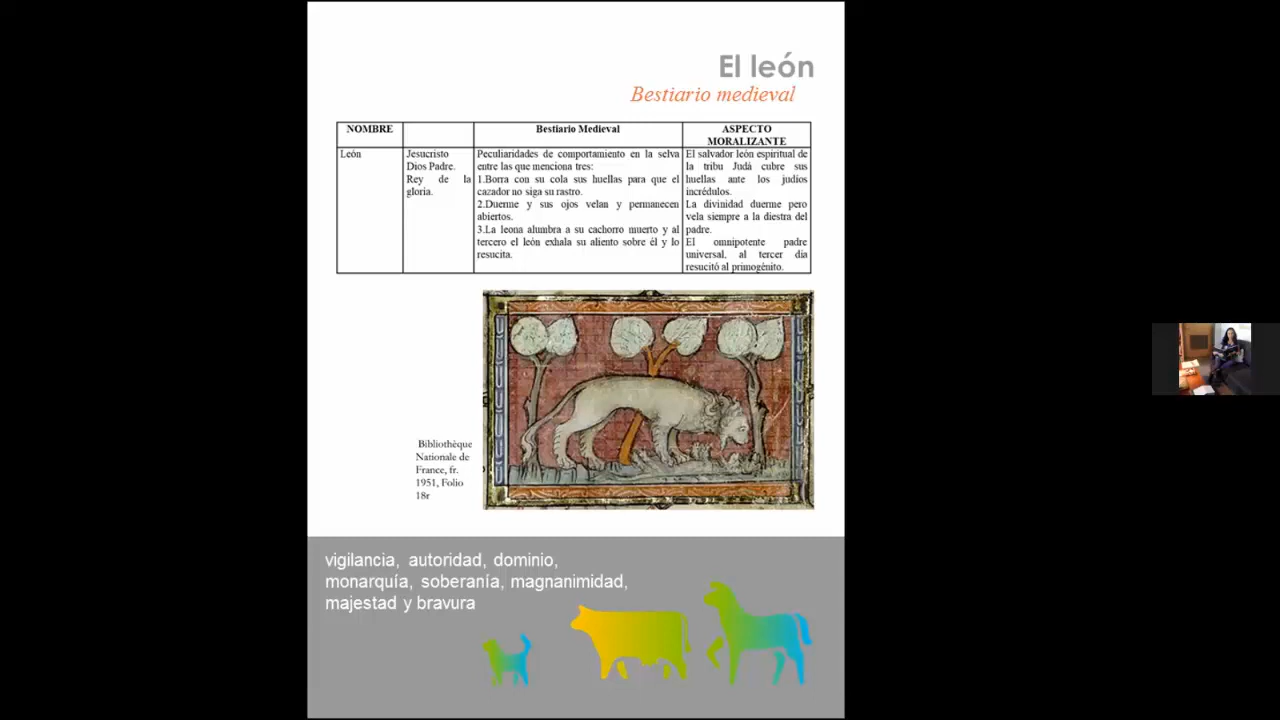 El león
Bestiario medieval
NOMBRE
Bestiario Medieval
ASPECTO
MORALIZANTE
León
Jesucristo
Dios Padre.
Rey de la
gloria.
Peculiaridades de comportamiento en la selva
entre las que menciona tres:
1.Borra con su cola sus huellas para que el
cazador no siga su rastro.
2.Duerme y sus ojos velan y permanecen
abiertos.
3.La leona alumbra a su cachorro muerto y al
tercero el león exhala su aliento sobre él y lo
resucita.
El salvador león espiritual de
la tribu Judá cubre sus
huellas ante los judíos
incrédulos.
La divinidad duerme pero
vela siempre a la diestra del
padre.
El omnipotente padre
universal, al tercer día
resucitó al primogénito.
Bibliothèque
Nationale de
France, fr.
1951, Folio
18r
vigilancia, autoridad, dominio,
monarquía, soberanía, magnanimidad,
majestad y bravura